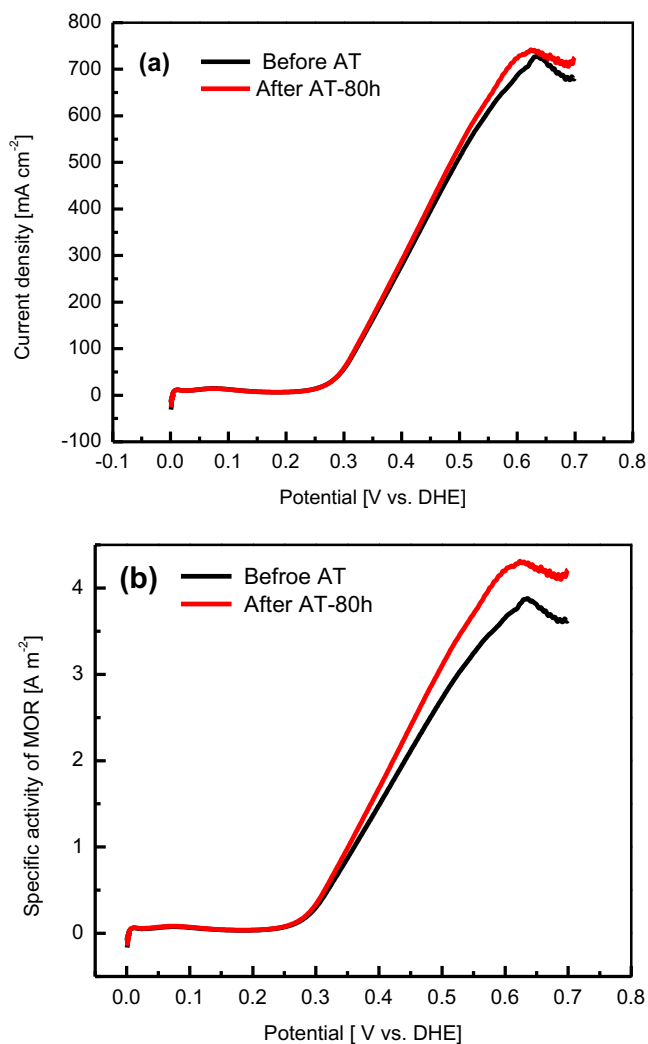 800
700
600
500
400
300
200
100
0
-100
(a)
Before AT
After AT-80h
Current density [mA cm-2]
-0.1 0.0 0.1 0.2 0.3 0.4 0.5 0.6 0.7 0.8
Potential [V vs. DHE]
4
3
2
1
0
(b)
Befroe AT
After AT-80h
Specific activity of MOR [A m-2]
0.0 0.1 0.2 0.3 0.4 0.5 0.6 0.7 0.8
Potential [ V vs. DHE]